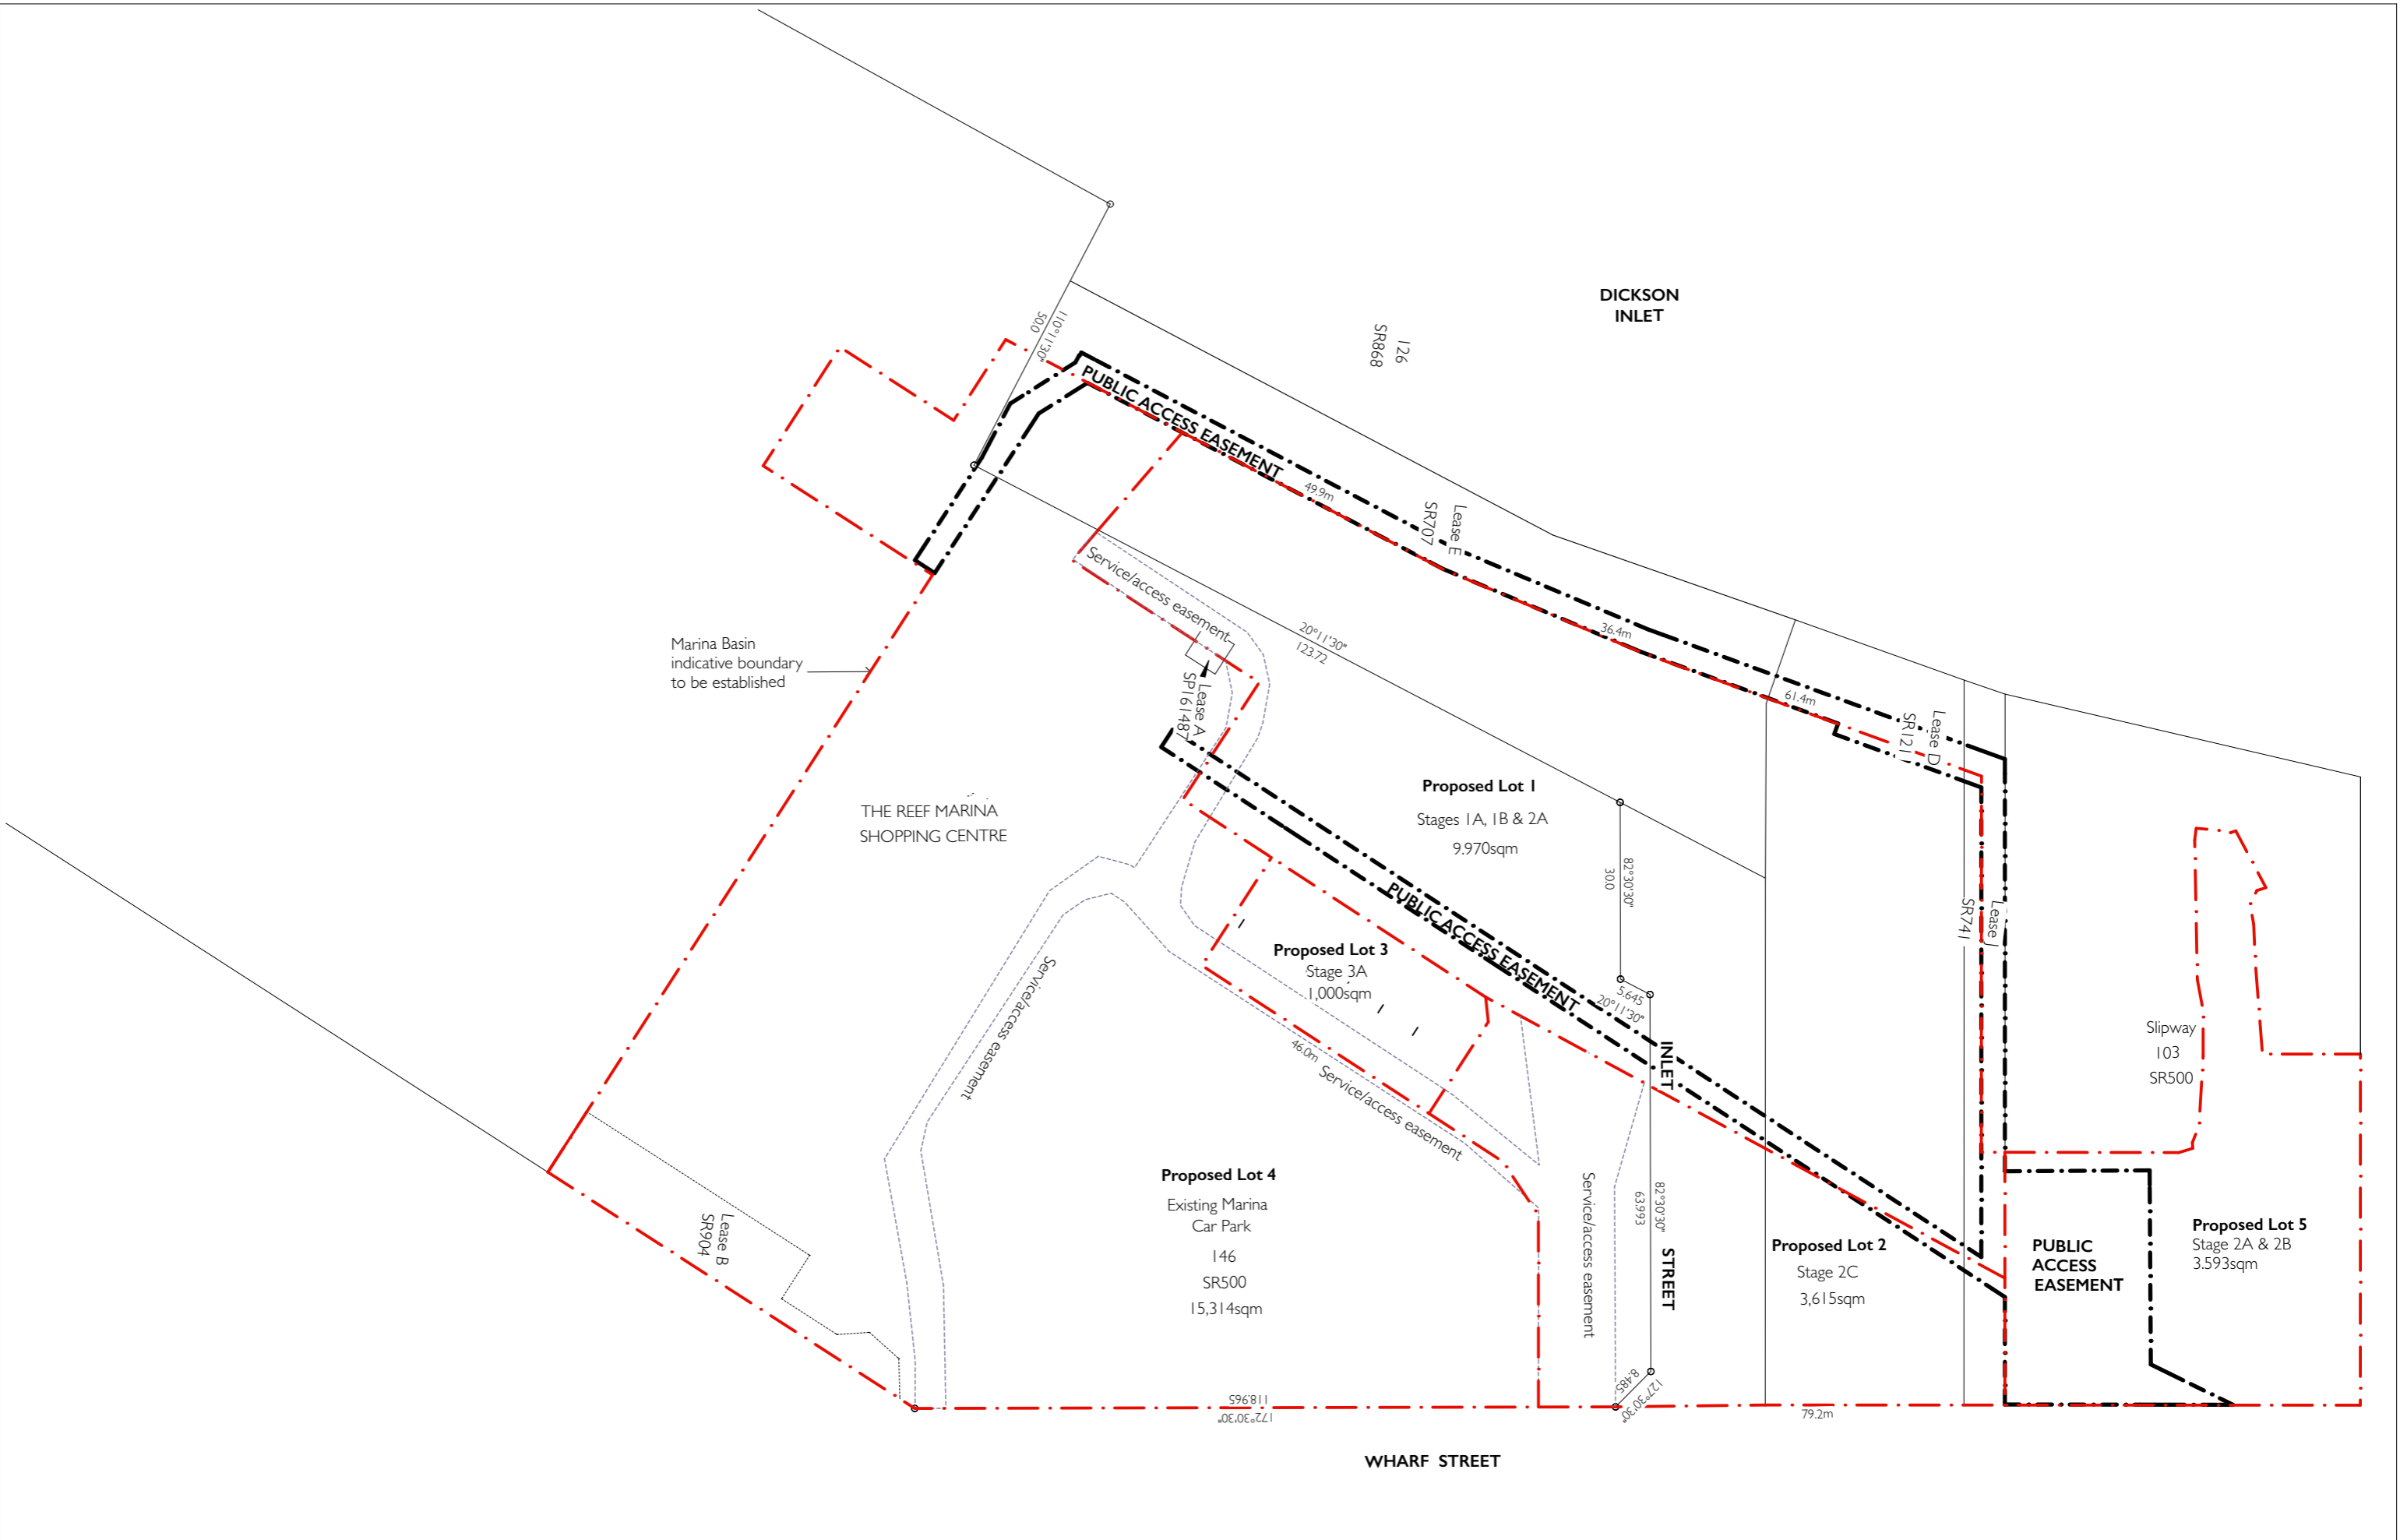 DICKSON
INLET
126
SR868
110°11'30"
50.0
PUBLIC ACCESS EASEMENT
49.9m
Lease E
SR707
36.4m
61.4m
Lease D
SR121
Service/access easement
20°11'30"
123.72
Marina Basin
indicative boundary
to be established
Lease A
SP161487
THE REEF MARINA
SHOPPING CENTRE
Proposed Lot 1
Stages 1A, 1B & 2A
9.970sqm
82°30'30"
30.0
Lease J
SR741
PUBLIC ACCESS EASEMENT
Proposed Lot 3
Stage 3A
1,000sqm
5.645
20°11'30"
INLET
STREET
Slipway
103
SR500
Service/access easement
46.0m
Service/access easement
Proposed Lot 4
Existing Marina
Car Park
146
SR500
15,314sqm
Service/access easement
82°30'30"
63.993
Lease B
SR904
Proposed Lot 2
Stage 2C
3,615sqm
PUBLIC
ACCESS
EASEMENT
Proposed Lot 5
Stage 2A & 2B
3.593sqm
8.485
127°30'30"
118.965
172°30'30"
79.2m
WHARF STREET